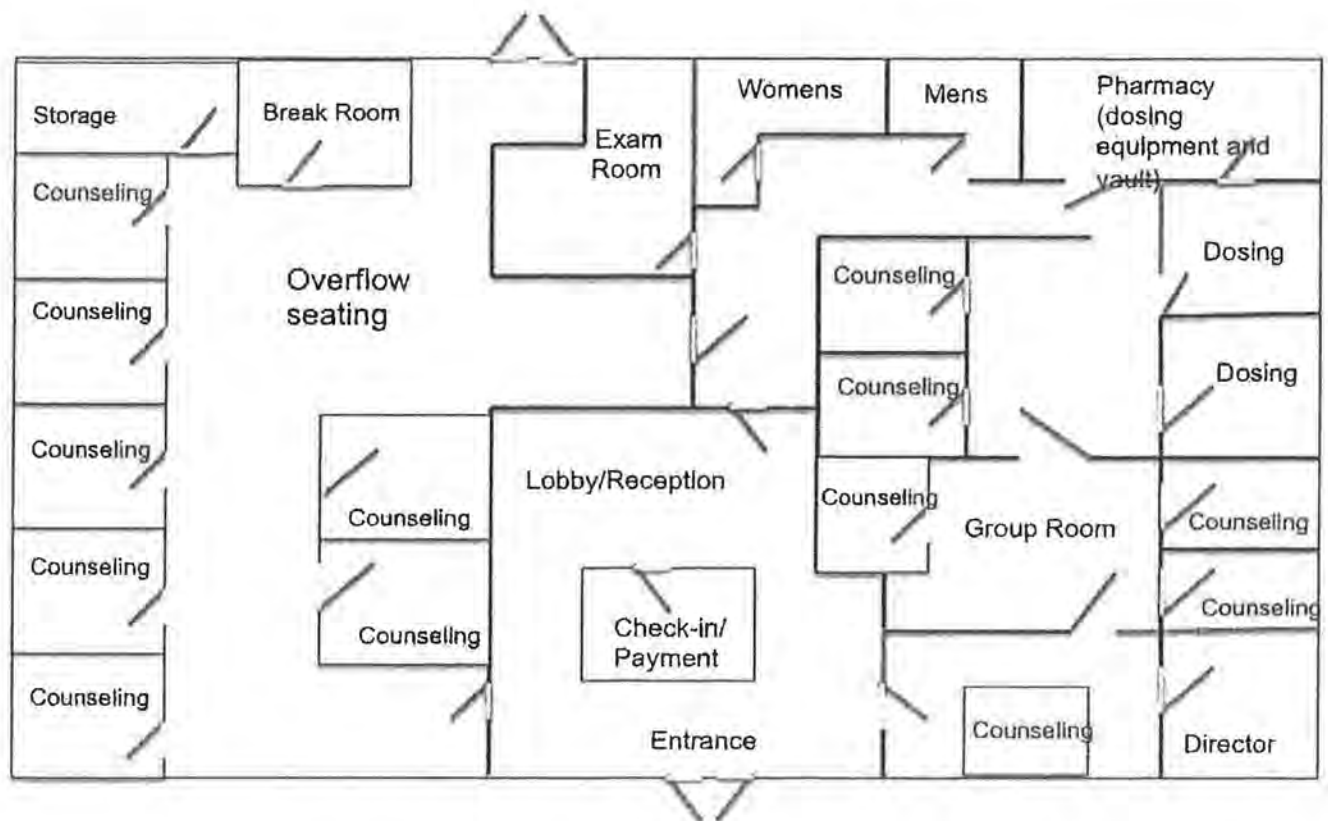 Storage
Break Room
Womens
Mens
Pharmacy
(dosing
equipment and
vault)
Exam
Room
Counseling
Overflow
seating
Counseling
Dosing
Counseling
Counseling
Dosing
Counseling
Lobby/Reception
Counseling
Counseling
Group Room
Counseling
Counseling
Counseling
Counseling
Check-in/
Payment
Counseling
Entrance
Counseling
Director